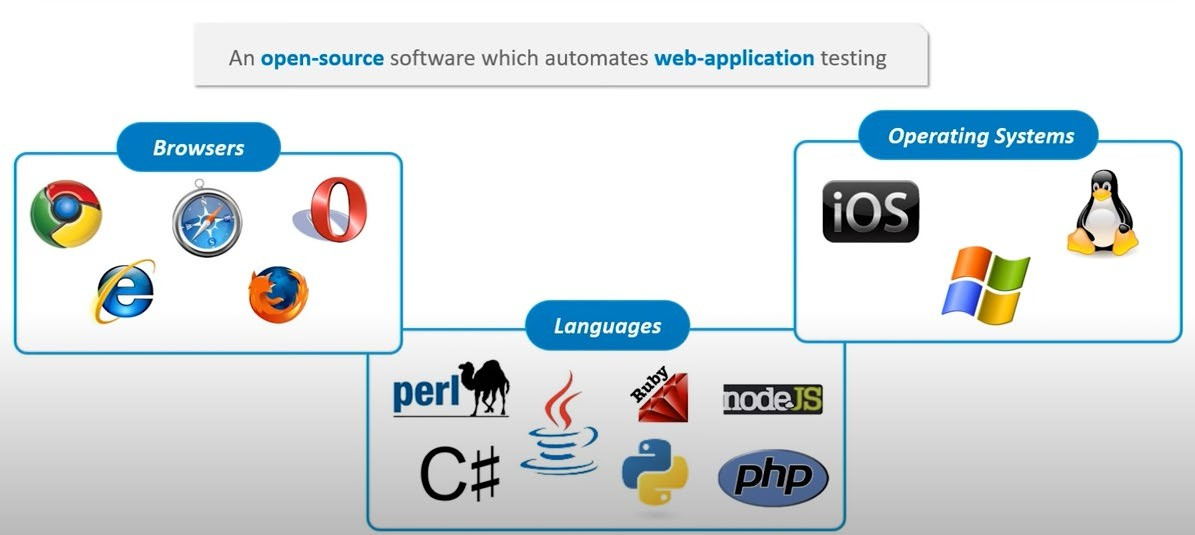 An open-source software which automates web-application testing
Browsers
Operating Systems
iOS
Languages
perl
Ruby
nodeJS
C#
php